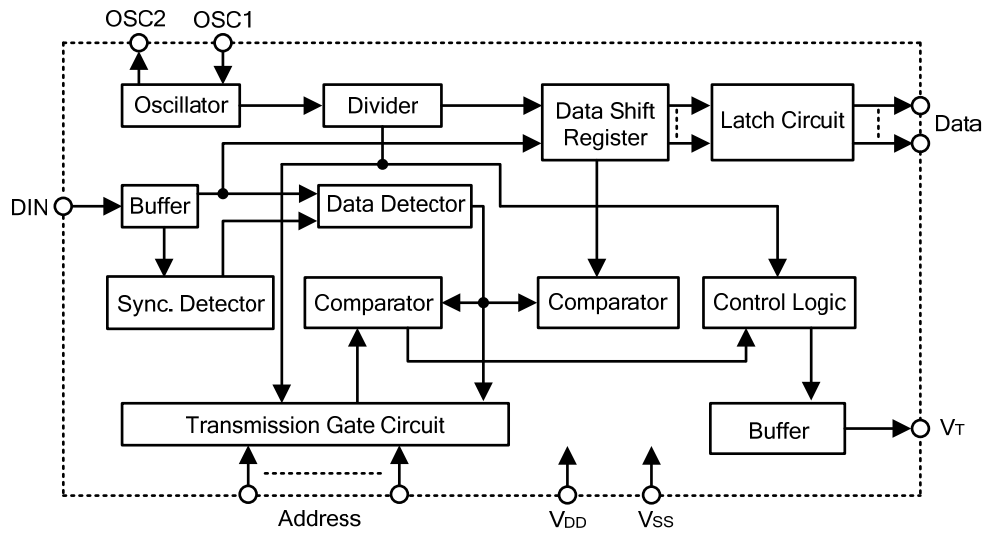 OSC2 OSC1
Oscillator
Divider
Data Shift
Register
Latch Circuit
Data
DIN
Buffer
Data Detector
Sync. Detector
Comparator
Comparator
Control Logic
Transmission Gate Circuit
Buffer
VT
Address
VDD
VSS